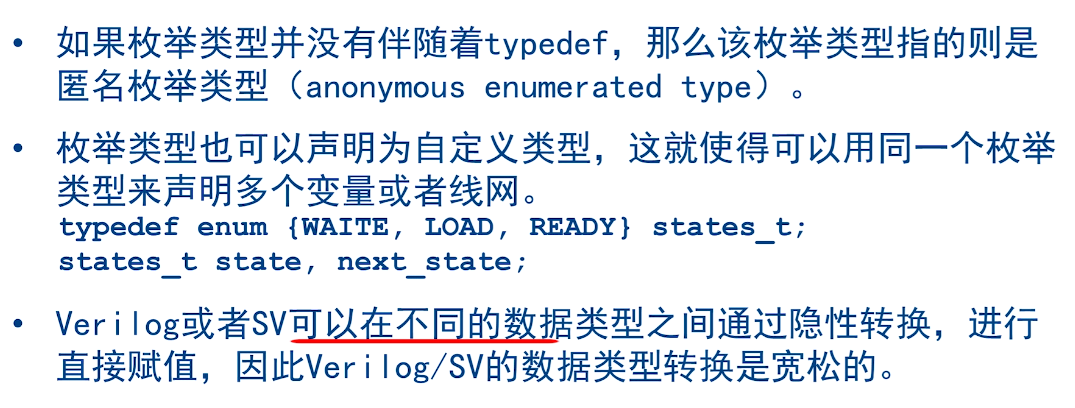 • 如果枚举类型并没有伴随着typedef，那么该枚举类型指的则是
匿名枚举类型（anonymous enumerated type）。
• 枚举类型也可以声明为自定义类型，这就使得可以用同一个枚举
类型来声明多个变量或者线网。
typedef enum {WAITE, LOAD, READY} states_t;
states_t state, next_state;
• Verilog或者SV可以在不同的数据类型之间通过隐性转换，进行
直接赋值，因此Verilog/SV的数据类型转换是宽松的。